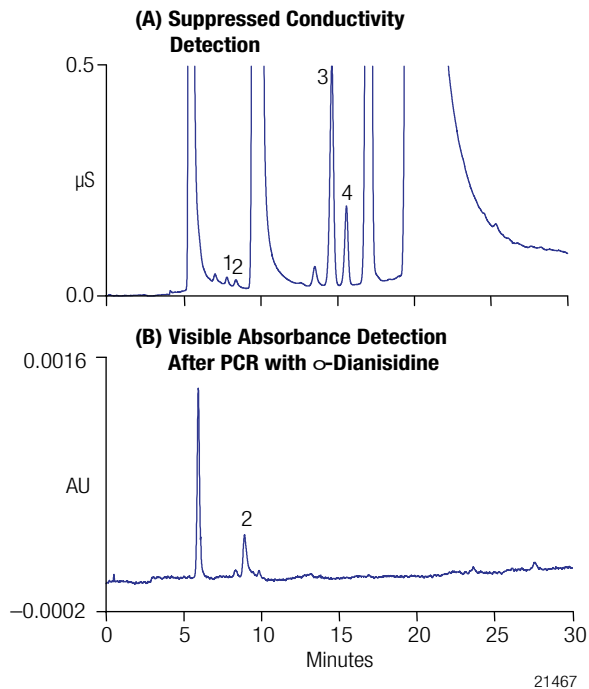 (A) Suppressed Conductivity
Detection
0.5
µS
0.0
1
2
3
4
(B) Visible Absorbance Detection
After PCR with o-Dianisidine
0.0016
AU
−0.0002
2
0 5 10 15 20 25 30
Minutes
21467